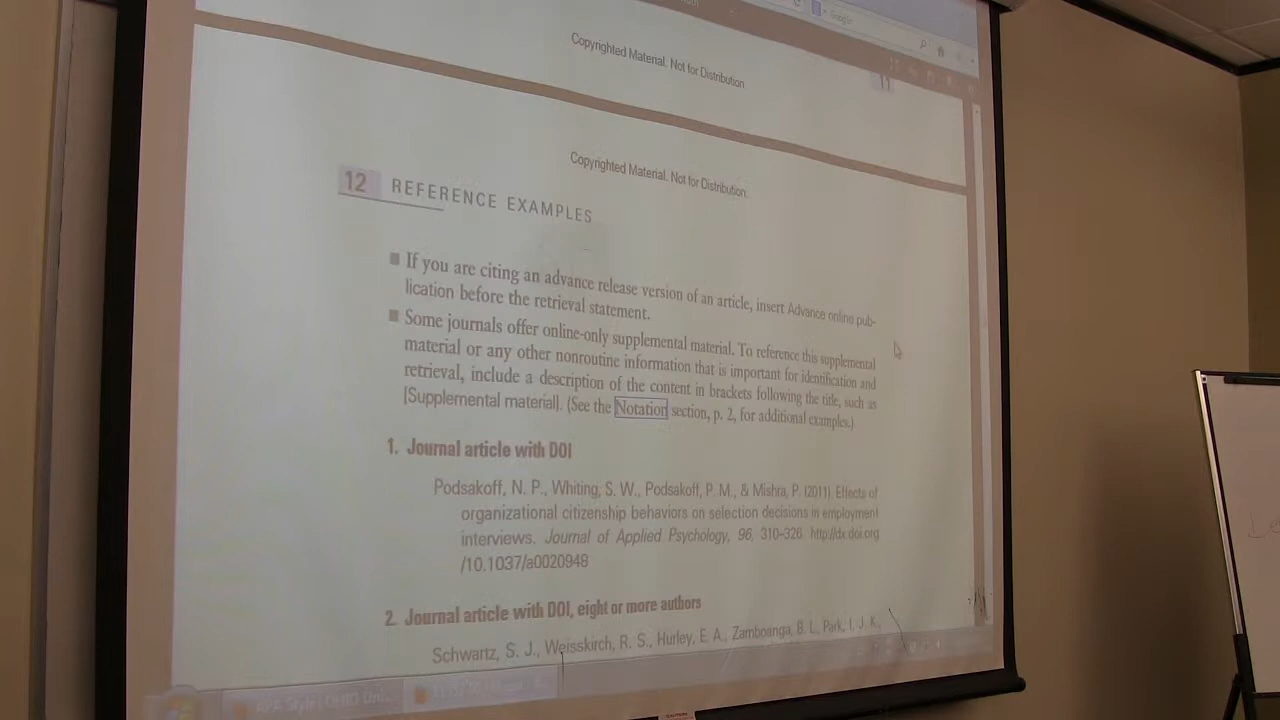 Google
Copyrighted Material. Not for Distribution
11
Copyrighted Material. Not for Distribution.
12 REFERENCE EXAMPLES
■ If you are citing an advance release version of an article, insert Advance online pub-
lication before the retrieval statement.
■ Some journals offer online-only supplemental material. To reference this supplemental
material or any other nonroutine information that is important for identification and
retrieval, include a description of the content in brackets following the title, such as
[Supplemental material]. (See the Notation section, p. 2, for additional examples.)
1. Journal article with DOI
Podsakoff, N. P., Whiting, S. W., Podsakoff, P. M., & Mishra, P. (2011). Effects of
organizational citizenship behaviors on selection decisions in employment
interviews. Journal of Applied Psychology, 96, 310–326. http://dx.doi.org
/10.1037/a0020948
2. Journal article with DOI, eight or more authors
Schwartz, S. J., Weisskirch, R. S., Hurley, E. A., Zamboanga, B. L., Park, I. J. K.,
APA Style | OHIO Uni...